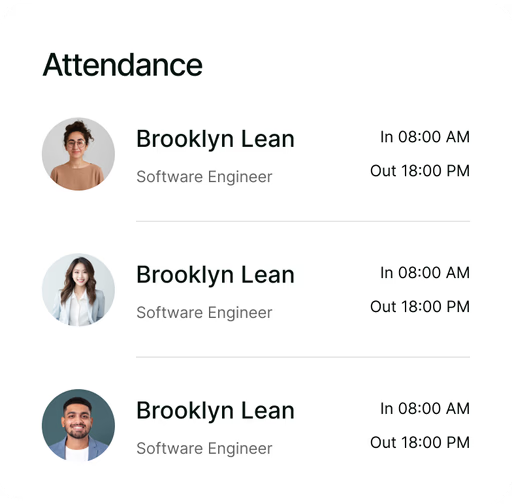 Attendance
Brooklyn Lean
In 08:00 AM
Software Engineer
Out 18:00 PM
Brooklyn Lean
In 08:00 AM
Software Engineer
Out 18:00 PM
Brooklyn Lean
In 08:00 AM
Software Engineer
Out 18:00 PM